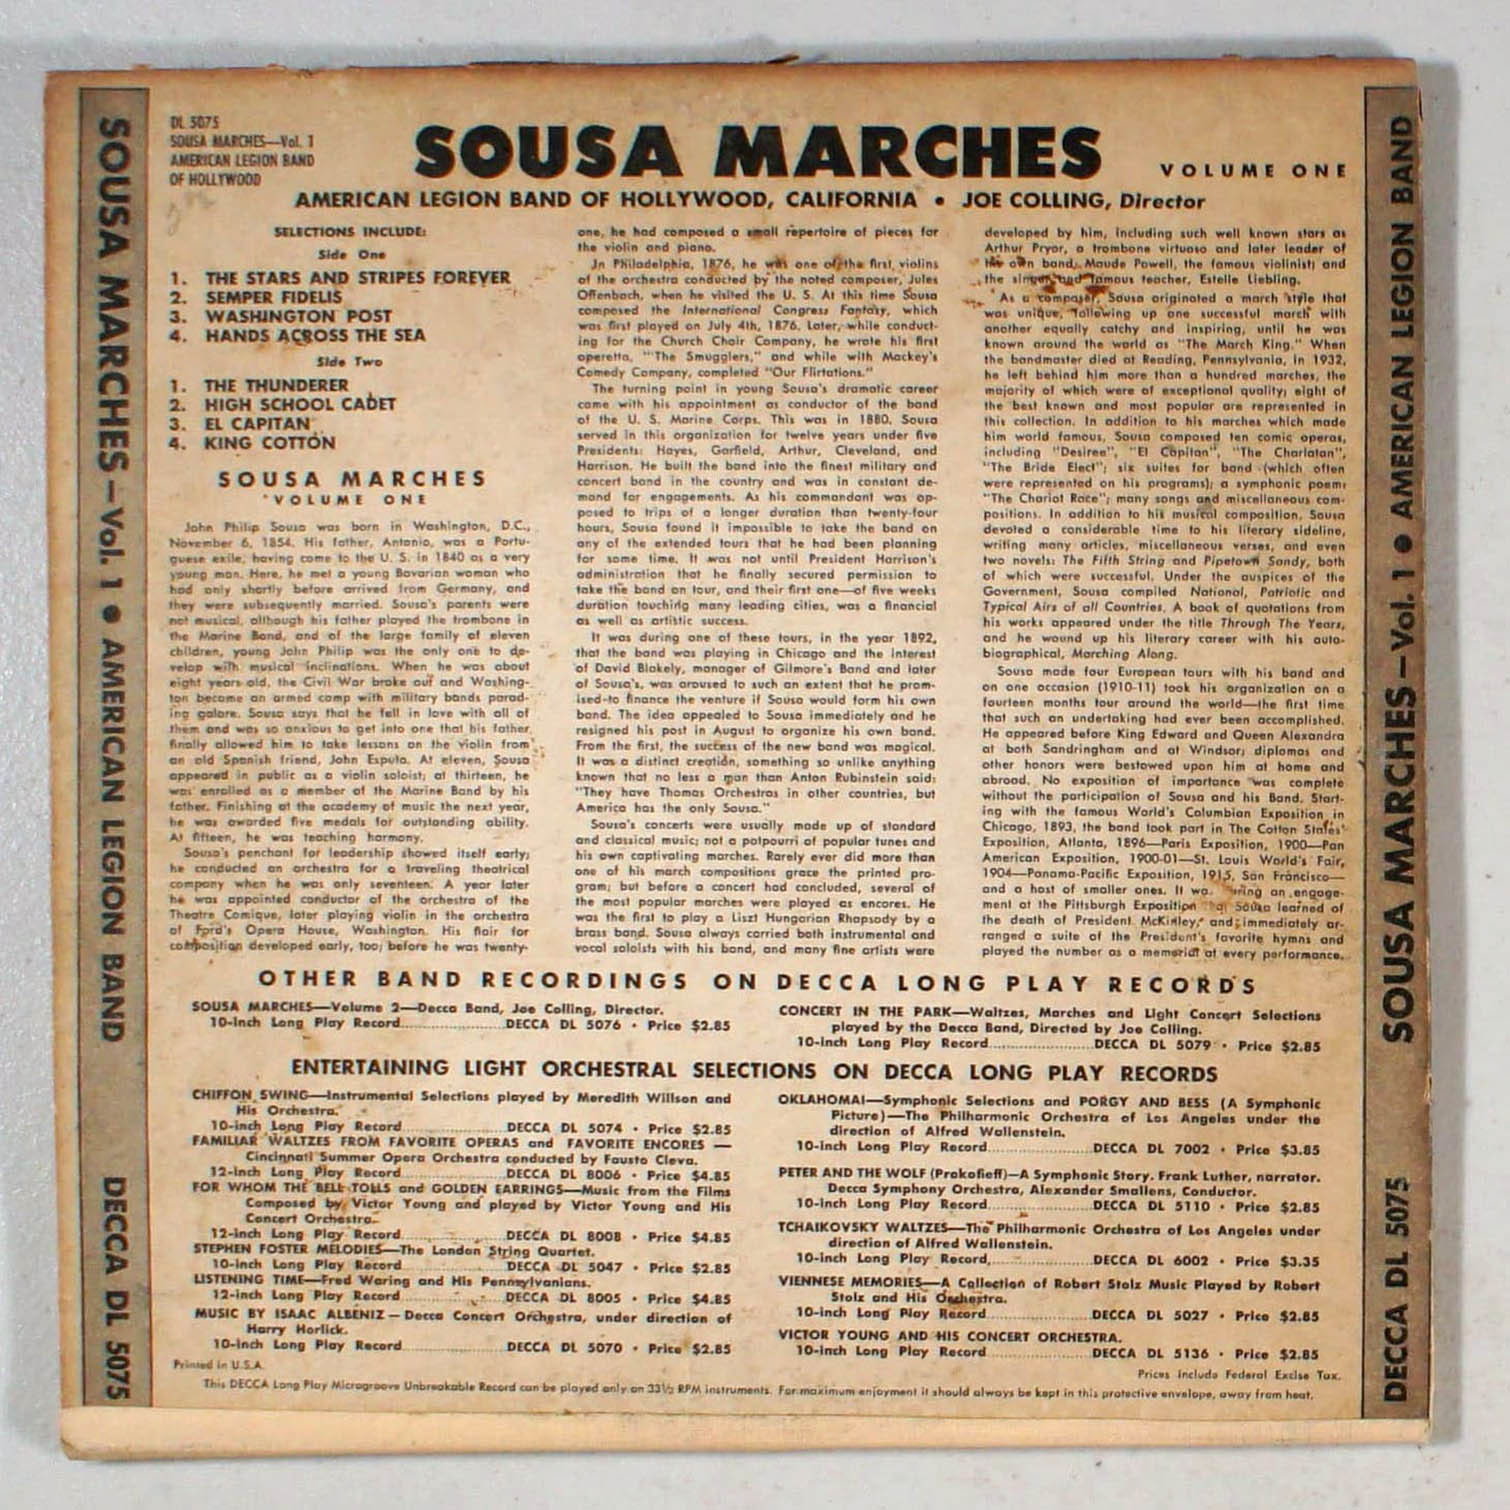 SOUSA MARCHES—Vol. 1 • AMERICAN LEGION BAND
DECCA DL 5075
DL 5075
SOUSA MARCHES—Vol. 1
AMERICAN LEGION BAND
OF HOLLYWOOD
SOUSA MARCHES VOLUME ONE
AMERICAN LEGION BAND OF HOLLYWOOD, CALIFORNIA • JOE COLLING, Director
SELECTIONS INCLUDE:
Side One
1. THE STARS AND STRIPES FOREVER
2. SEMPER FIDELIS
3. WASHINGTON POST
4. HANDS ACROSS THE SEA
Side Two
1. THE THUNDERER
2. HIGH SCHOOL CADET
3. EL CAPITAN
4. KING COTTON
SOUSA MARCHES
VOLUME ONE
John Philip Sousa was born in Washington, D.C.,
November 6, 1854. His father, Antonio, was a Portu-
guese exile, having come to the U. S. in 1840 as a very
young man. Here, he met a young Bavarian woman who
had only shortly before arrived from Germany, and
they were subsequently married. Sousa's parents were
not musical, although his father played the trombone in
the Marine Band, and of the large family of eleven
children, young John Philip was the only one to de-
velop with musical inclinations. When he was about
eight years old, the Civil War broke out and Washing-
ton became an armed camp with military bands parad-
ing galore. Sousa says that he fell in love with all of
them and was so anxious to get into one that his father
finally allowed him to take lessons on the violin from
an old Spanish friend, John Esputa. At eleven, Sousa
appeared in public as a violin soloist; at thirteen, he
was enrolled as a member of the Marine Band by his
father. Finishing at the academy of music the next year,
he was awarded five medals for outstanding ability.
At fifteen, he was teaching harmony.
Sousa's penchant for leadership showed itself early;
he conducted an orchestra for a traveling theatrical
company when he was only seventeen. A year later
he was appointed conductor of the orchestra of the
Theatre Comique, later playing violin in the orchestra
at Ford's Opera House, Washington. His flair for
composition developed early, too; before he was twenty-
one, he had composed a small repertoire of pieces for
the violin and piano.
In Philadelphia, 1876, he was one of the first violins
of the orchestra conducted by the noted composer, Jules
Offenbach, when he visited the U. S. At this time Sousa
composed the International Congress Fantasy, which
was first played on July 4th, 1876. Later, while conduct-
ing for the Church Choir Company, he wrote his first
operetta, "The Smugglers," and while with Mackey's
Comedy Company, completed "Our Flirtations."
The turning point in young Sousa's dramatic career
came with his appointment as conductor of the band
of the U. S. Marine Corps. This was in 1880. Sousa
served in this organization for twelve years under five
Presidents: Hayes, Garfield, Arthur, Cleveland, and
Harrison. He built the band into the finest military and
concert band in the country and was in constant de-
mand for engagements. As his commandant was op-
posed to trips of a longer duration than twenty-four
hours, Sousa found it impossible to take the band on
any of the extended tours that he had been planning
for some time. It was not until President Harrison's
administration that he finally secured permission to
take the band on tour, and their first one—of five weeks
duration touching many leading cities, was a financial
as well as artistic success.
It was during one of these tours, in the year 1892,
that the band was playing in Chicago and the interest
of David Blakely, manager of Gilmore's Band and later
of Sousa's, was aroused to such an extent that he prom-
ised to finance the venture if Sousa would form his own
band. The idea appealed to Sousa immediately and he
resigned his post in August to organize his own band.
From the first, the success of the new band was magical.
It was a distinct creation, something so unlike anything
known that no less a man than Anton Rubinstein said:
"They have Thomas Orchestras in other countries, but
America has the only Sousa."
Sousa's concerts were usually made up of standard
and classical music; not a potpourri of popular tunes and
his own captivating marches. Rarely ever did more than
one of his march compositions grace the printed pro-
gram; but before a concert had concluded, several of
the most popular marches were played as encores. He
was the first to play a Liszt Hungarian Rhapsody by a
brass band. Sousa always carried both instrumental and
vocal soloists with his band, and many fine artists were
developed by him, including such well known stars as
Arthur Pryor, a trombone virtuoso and later leader of
his own band, Maude Powell, the famous violinist; and
the singer and famous teacher, Estelle Liebling.
As a composer, Sousa originated a march style that
was unique, following up one successful march with
another equally catchy and inspiring, until he was
known around the world as "The March King." When
the bandmaster died at Reading, Pennsylvania, in 1932,
he left behind him more than a hundred marches, the
majority of which were of exceptional quality; eight of
the best known and most popular are represented in
this collection. In addition to his marches which made
him world famous, Sousa composed ten comic operas,
including "Desiree", "El Capitan", "The Charlatan",
"The Bride Elect"; six suites for band (which often
were represented on his programs); a symphonic poem:
"The Chariot Race"; many songs and miscellaneous com-
positions. In addition to his musical composition, Sousa
devoted a considerable time to his literary sideline,
writing many articles, miscellaneous verses, and even
two novels: The Fifth String and Pipetown Sandy, both
of which were successful. Under the auspices of the
Government, Sousa compiled National, Patriotic and
Typical Airs of all Countries. A book of quotations from
his works appeared under the title Through The Years,
and he wound up his literary career with his auto-
biographical, Marching Along.
Sousa made four European tours with his band and
on one occasion (1910-11) took his organization on a
fourteen months tour around the world—the first time
that such an undertaking had ever been accomplished.
He appeared before King Edward and Queen Alexandra
at both Sandringham and at Windsor; diplomas and
other honors were bestowed upon him at home and
abroad. No exposition of importance was complete
without the participation of Sousa and his Band. Start-
ing with the famous World's Columbian Exposition in
Chicago, 1893, the band took part in The Cotton States'
Exposition, Atlanta, 1896—Paris Exposition, 1900—Pan
American Exposition, 1900-01—St. Louis World's Fair,
1904—Panama-Pacific Exposition, 1915, San Francisco—
and a host of smaller ones. It an engage-
ment at the Pittsburgh Exposition Sousa learned of
the death of President McKinley, and immediately ar-
ranged a suite of the President's favorite hymns and
played the number as a memorial at every performance.
OTHER BAND RECORDINGS ON DECCA LONG PLAY RECORDS
SOUSA MARCHES—Volume 2—Decca Band, Joe Colling, Director.
10-inch Long Play Record......................DECCA DL 5076 • Price $2.85
CONCERT IN THE PARK—Waltzes, Marches and Light Concert Selections
played by the Decca Band, Directed by Joe Colling.
10-inch Long Play Record......................DECCA DL 5079 • Price $2.85
ENTERTAINING LIGHT ORCHESTRAL SELECTIONS ON DECCA LONG PLAY RECORDS
CHIFFON SWING—Instrumental Selections played by Meredith Willson and
His Orchestra.
10-inch Long Play Record......................DECCA DL 5074 • Price $2.85
FAMILIAR WALTZES FROM FAVORITE OPERAS and FAVORITE ENCORES —
Cincinnati Summer Opera Orchestra conducted by Fausto Cleva.
12-inch Long Play Record......................DECCA DL 8006 • Price $4.85
FOR WHOM THE BELL TOLLS and GOLDEN EARRINGS—Music from the Films
Composed by Victor Young and played by Victor Young and His
Concert Orchestra.
12-inch Long Play Record......................DECCA DL 8008 • Price $4.85
STEPHEN FOSTER MELODIES—The London String Quartet.
10-inch Long Play Record......................DECCA DL 5047 • Price $2.85
LISTENING TIME—Fred Waring and His Pennsylvanians.
12-inch Long Play Record......................DECCA DL 8005 • Price $4.85
MUSIC BY ISAAC ALBÉNIZ—Decca Concert Orchestra, under direction of
Harry Horlick.
10-inch Long Play Record......................DECCA DL 5070 • Price $2.85
OKLAHOMA!—Symphonic Selections and PORGY AND BESS (A Symphonic
Picture)—The Philharmonic Orchestra of Los Angeles under the
direction of Alfred Wallenstein.
10-inch Long Play Record......................DECCA DL 7002 • Price $3.85
PETER AND THE WOLF (Prokofieff)—A Symphonic Story. Frank Luther, narrator.
Decca Symphony Orchestra, Alexander Smallens, Conductor.
10-inch Long Play Record......................DECCA DL 5110 • Price $2.85
TCHAIKOVSKY WALTZES—The Philharmonic Orchestra of Los Angeles under
direction of Alfred Wallenstein.
10-inch Long Play Record......................DECCA DL 6002 • Price $3.35
VIENNESE MEMORIES—A Collection of Robert Stolz Music Played by Robert
Stolz and His Orchestra.
10-inch Long Play Record......................DECCA DL 5027 • Price $2.85
VICTOR YOUNG AND HIS CONCERT ORCHESTRA.
10-inch Long Play Record......................DECCA DL 5136 • Price $2.85
Printed in U.S.A.
Prices Include Federal Excise Tax.
This DECCA Long Play Microgroove Unbreakable Record can be played only on 33⅓ RPM instruments. For maximum enjoyment it should always be kept in this protective envelope, away from heat.
SOUSA MARCHES—Vol. 1 • AMERICAN LEGION BAND
DECCA DL 5075